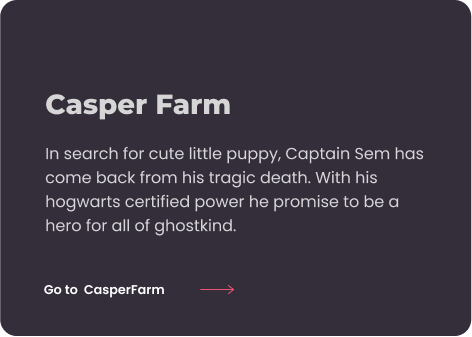 Casper Farm
In search for cute little puppy, Captain Sem has
come back from his tragic death. With his
hogwarts certified power he promise to be a
hero for all of ghostkind.
Go to CasperFarm